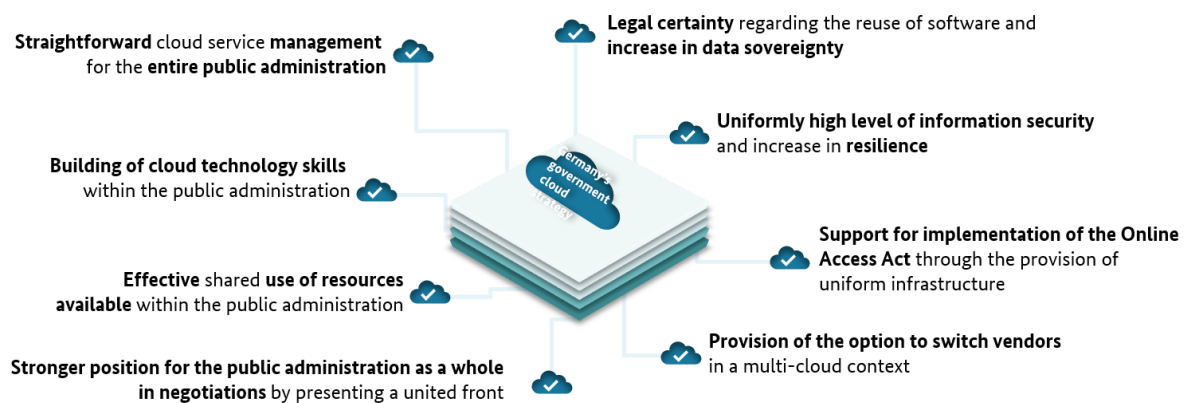 Straightforward cloud service management
for the entire public administration
Legal certainty regarding the reuse of software and
increase in data sovereignty
Uniformly high level of information security
and increase in resilience
Building of cloud technology skills
within the public administration
Germany's
government
cloud
strategy
Support for implementation of the Online
Access Act through the provision of
uniform infrastructure
Effective shared use of resources
available within the public administration
Provision of the option to switch vendors
in a multi-cloud context
Stronger position for the public administration as a whole
in negotiations by presenting a united front